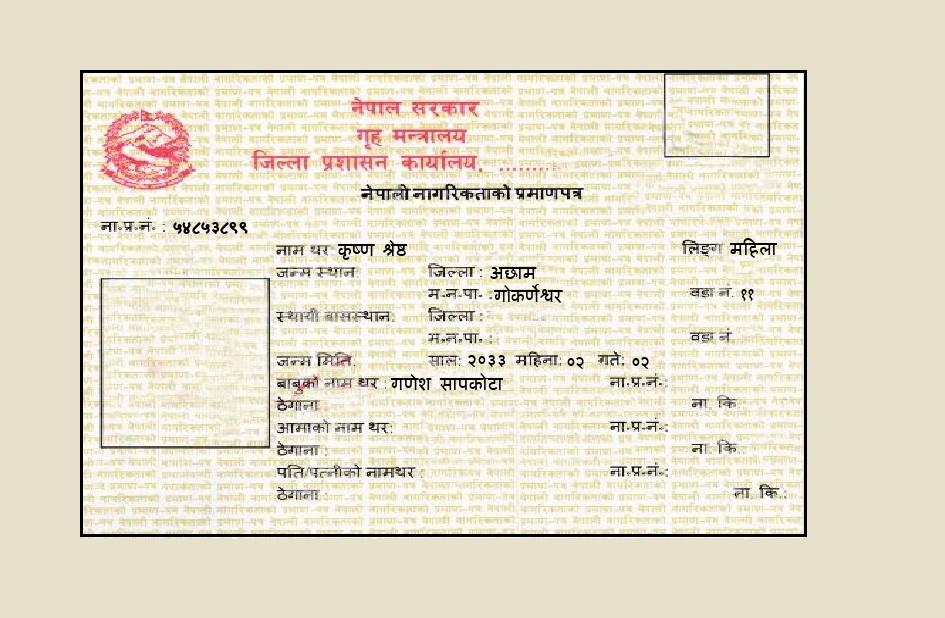 नेपाल सरकार
गृह मन्त्रालय
जिल्ला प्रशासन कार्यालय, .........
नेपाली नागरिकताको प्रमाणपत्र
ना.प्र.नं. : ५४८५३८९९
नाम थर: कृष्ण श्रेष्ठ लिङ्ग महिला
जन्म स्थान: जिल्ला : अछाम
म.न.पा. :गोकर्णेश्वर वडा नं. ११
स्थायी बासस्थान: जिल्ला :
म.न.पा. : वडा नं
जन्म मिति: साल: २०३३ महिना: ०२ गते: ०२
बाबुको नाम थर : गणेश सापकोटा ना.प्र.नं.:
ठेगाना ना. कि.
आमाको नाम थर: ना.प्र.नं.:
ठेगाना : ना. कि.
पति/पत्नीको नामथर : ना.प्र.नं.:
ठेगाना : ना. कि.: